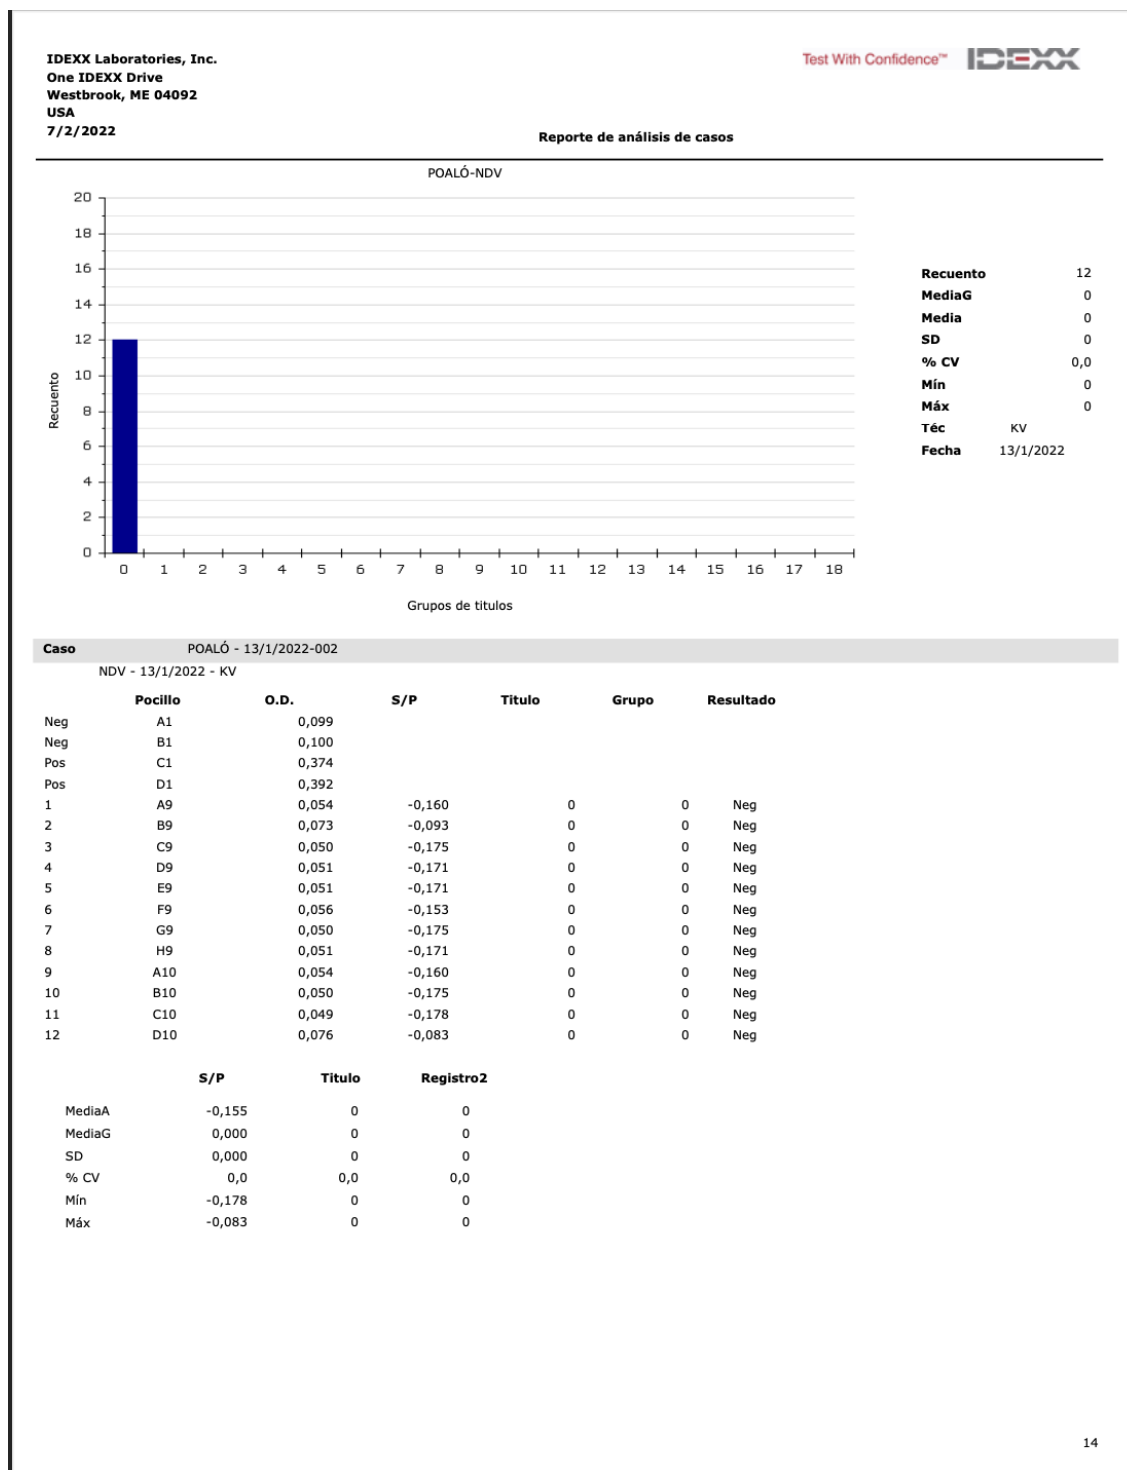 IDEXX Laboratories, Inc.
One IDEXX Drive
Westbrook, ME 04092
USA
7/2/2022
Test With Confidence™ IDEXX
Reporte de análisis de casos
POALÓ-NDV
20
18
16
14
12
10
8
6
4
2
0
Recuento
0 1 2 3 4 5 6 7 8 9 10 11 12 13 14 15 16 17 18
Grupos de titulos
Recuento 12
MediaG 0
Media 0
SD 0
% CV 0,0
Mín 0
Máx 0
Téc KV
Fecha 13/1/2022
Caso POALÓ - 13/1/2022-002
NDV - 13/1/2022 - KV
Pocillo O.D. S/P Titulo Grupo Resultado
Neg A1 0,099
Neg B1 0,100
Pos C1 0,374
Pos D1 0,392
1 A9 0,054 -0,160 0 0 Neg
2 B9 0,073 -0,093 0 0 Neg
3 C9 0,050 -0,175 0 0 Neg
4 D9 0,051 -0,171 0 0 Neg
5 E9 0,051 -0,171 0 0 Neg
6 F9 0,056 -0,153 0 0 Neg
7 G9 0,050 -0,175 0 0 Neg
8 H9 0,051 -0,171 0 0 Neg
9 A10 0,054 -0,160 0 0 Neg
10 B10 0,050 -0,175 0 0 Neg
11 C10 0,049 -0,178 0 0 Neg
12 D10 0,076 -0,083 0 0 Neg
S/P Titulo Registro2
MediaA -0,155 0 0
MediaG 0,000 0 0
SD 0,000 0 0
% CV 0,0 0,0 0,0
Mín -0,178 0 0
Máx -0,083 0 0
14